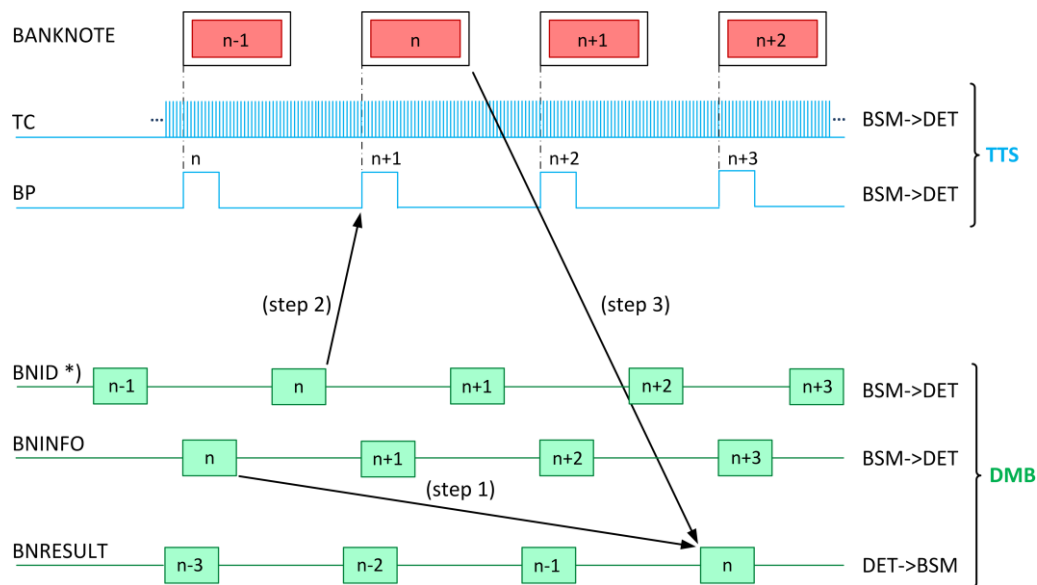 BANKNOTE n-1 n n+1 n+2
TC ... ... BSM->DET
TTS
n n+1 n+2 n+3
BP BSM->DET
(step 2) (step 3)
BNID *) n-1 n n+1 n+2 n+3 BSM->DET
BNINFO n n+1 n+2 n+3 BSM->DET
DMB
(step 1)
BNRESULT n-3 n-2 n-1 n DET->BSM